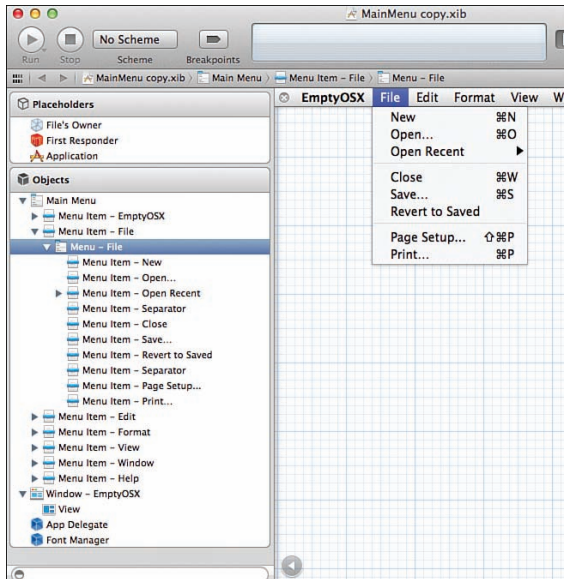 MainMenu copy.xib
No Scheme
Run Stop Scheme Breakpoints
MainMenu copy.xib Main Menu Menu Item – File Menu – File
Placeholders
File's Owner
First Responder
Application
Objects
Main Menu
Menu Item – EmptyOSX
Menu Item – File
Menu – File
Menu Item – New
Menu Item – Open...
Menu Item – Open Recent
Menu Item – Separator
Menu Item – Close
Menu Item – Save...
Menu Item – Revert to Saved
Menu Item – Separator
Menu Item – Page Setup...
Menu Item – Print...
Menu Item – Edit
Menu Item – Format
Menu Item – View
Menu Item – Window
Menu Item – Help
Window – EmptyOSX
View
App Delegate
Font Manager
EmptyOSX File Edit Format View W
New ⌘N
Open... ⌘O
Open Recent ▶
Close ⌘W
Save... ⌘S
Revert to Saved
Page Setup... ⇧⌘P
Print... ⌘P